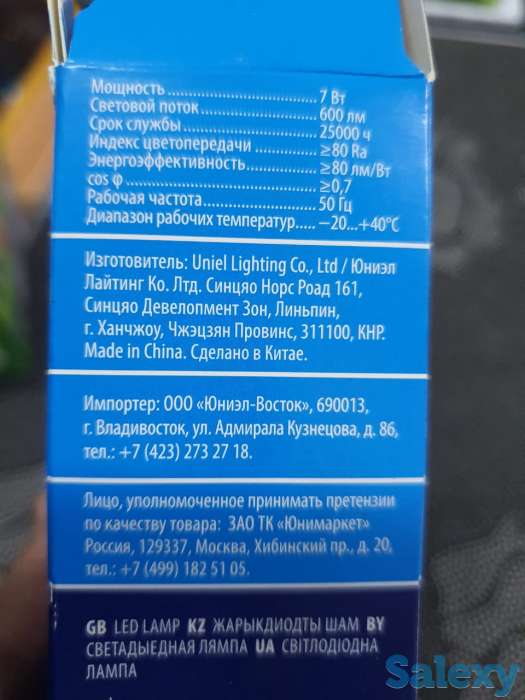 Мощность 7 Вт
Световой поток 600 лм
Срок службы 25000 ч
Индекс цветопередачи ≥80 Ra
Энергоэффективность ≥80 лм/Вт
cos φ ≥0,7
Рабочая частота 50 Гц
Диапазон рабочих температур ..... −20...+40°C
Изготовитель: Uniel Lighting Co., Ltd / Юниэл
Лайтинг Ко. Лтд. Синцяо Норс Роад 161,
Синцяо Девелопмент Зон, Линьпин,
г. Ханчжоу, Чжэцзян Провинс, 311100, КНР.
Made in China. Сделано в Китае.
Импортер: ООО «Юниэл-Восток», 690013,
г. Владивосток, ул. Адмирала Кузнецова, д. 86,
тел.: +7 (423) 273 27 18.
Лицо, уполномоченное принимать претензии
по качеству товара: ЗАО ТК «Юнимаркет»
Россия, 129337, Москва, Хибинский пр., д. 20,
тел.: +7 (499) 182 51 05.
GB LED LAMP KZ ЖАРЫКДИОДТЫ ШАМ BY
СВЕТАДЫЕДНАЯ ЛЯМПА UA СВІТЛОДІОДНА
ЛАМПА
Salexy